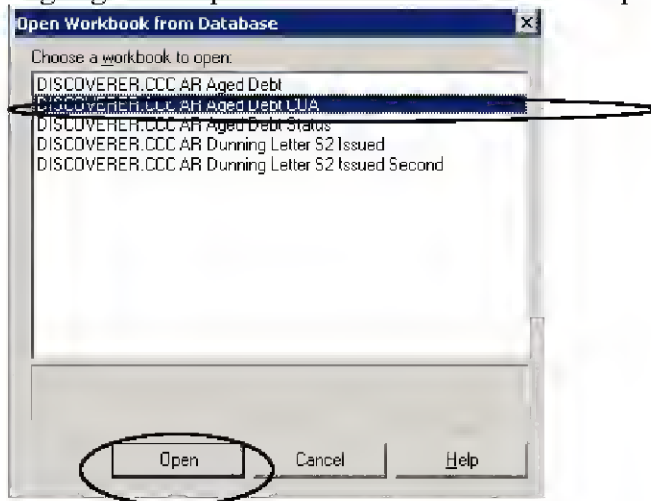 Open Workbook from Database
Choose a workbook to open:
DISCOVERER.CCC AR Aged Debt
DISCOVERER.CCC AR Aged Debt CUA
DISCOVERER.CCC AR Aged Debt Status
DISCOVERER.CCC AR Dunning Letter S2 Issued
DISCOVERER.CCC AR Dunning Letter S2 Issued Second
Open Cancel Help